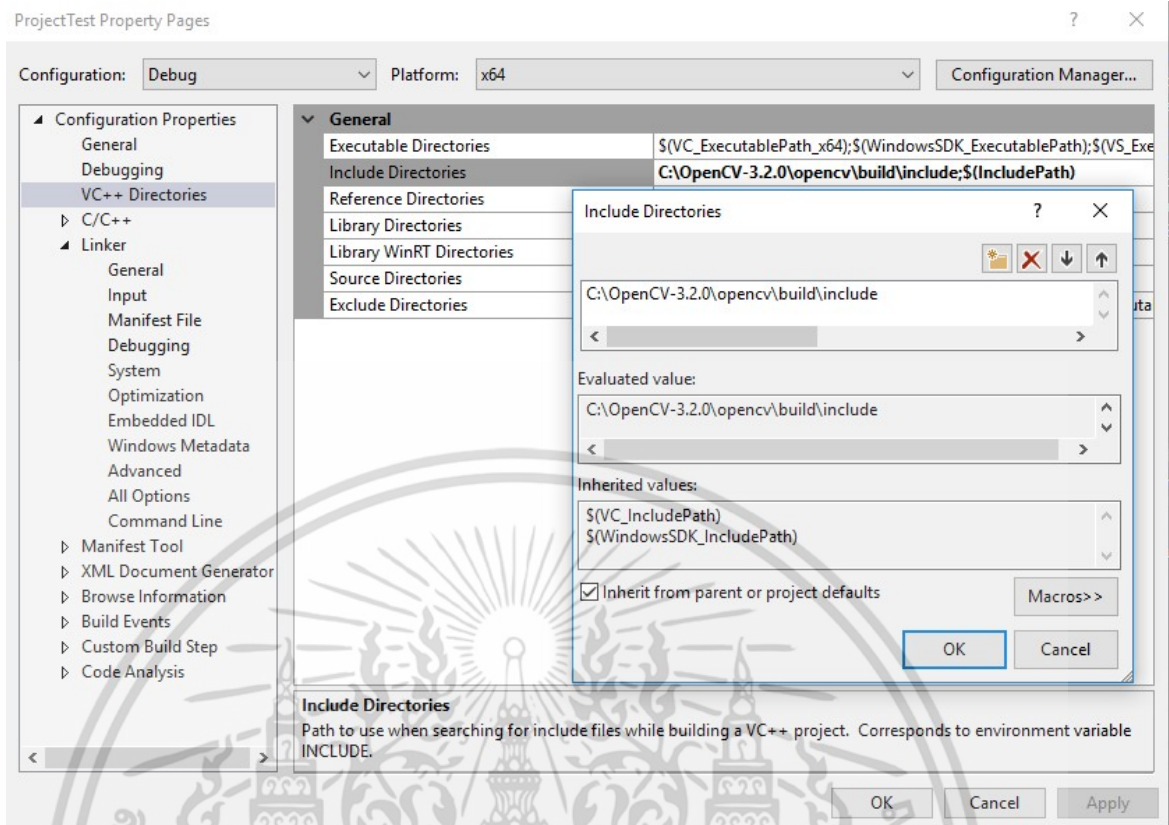 ProjectTest Property Pages
?
Configuration: Debug Platform: x64 Configuration Manager...
Configuration Properties
General
Debugging
VC++ Directories
C/C++
Linker
General
Input
Manifest File
Debugging
System
Optimization
Embedded IDL
Windows Metadata
Advanced
All Options
Command Line
Manifest Tool
XML Document Generator
Browse Information
Build Events
Custom Build Step
Code Analysis
General
Executable Directories $(VC_ExecutablePath_x64);$(WindowsSDK_ExecutablePath);$(VS_Exe
Include Directories C:\OpenCV-3.2.0\opencv\build\include;$(IncludePath)
Reference Directories
Library Directories
Library WinRT Directories
Source Directories
Exclude Directories
Include Directories
?
C:\OpenCV-3.2.0\opencv\build\include
Evaluated value:
C:\OpenCV-3.2.0\opencv\build\include
Inherited values:
$(VC_IncludePath)
$(WindowsSDK_IncludePath)
Inherit from parent or project defaults
Macros>>
OK Cancel
Include Directories
Path to use when searching for include files while building a VC++ project. Corresponds to environment variable
INCLUDE.
OK Cancel Apply